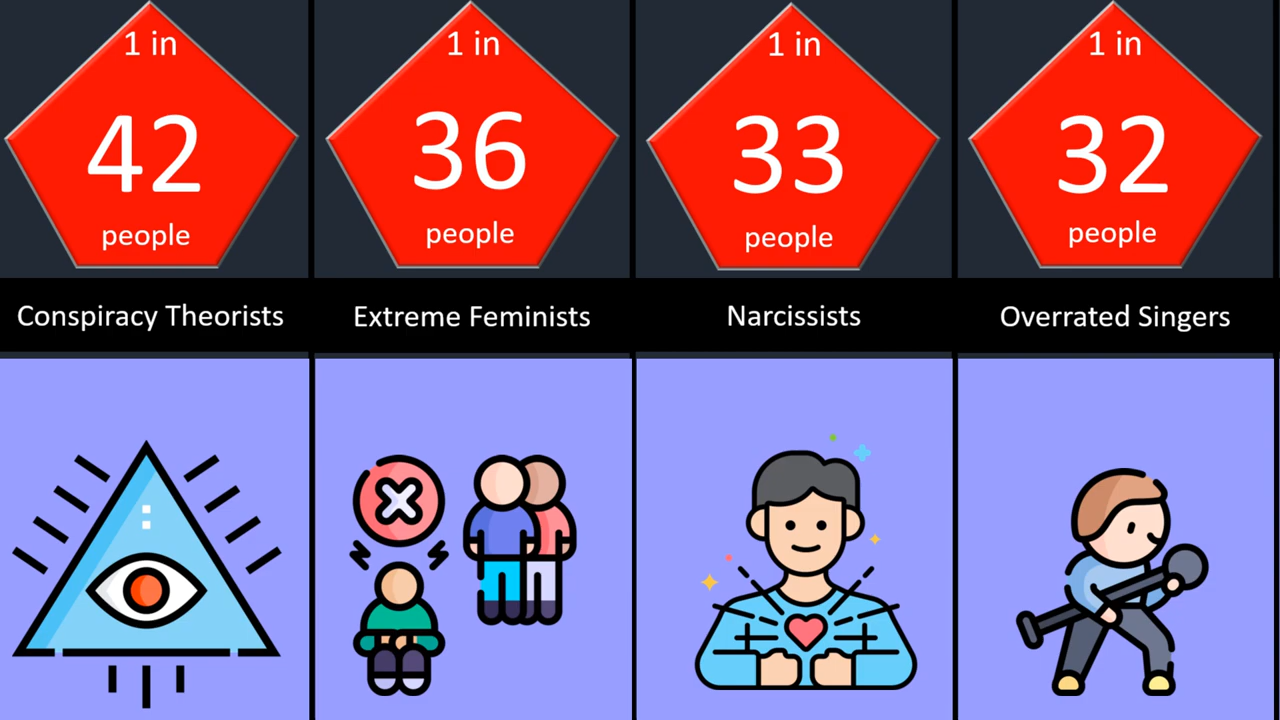 1 in
42
people
Conspiracy Theorists
1 in
36
people
Extreme Feminists
1 in
33
people
Narcissists
1 in
32
people
Overrated Singers